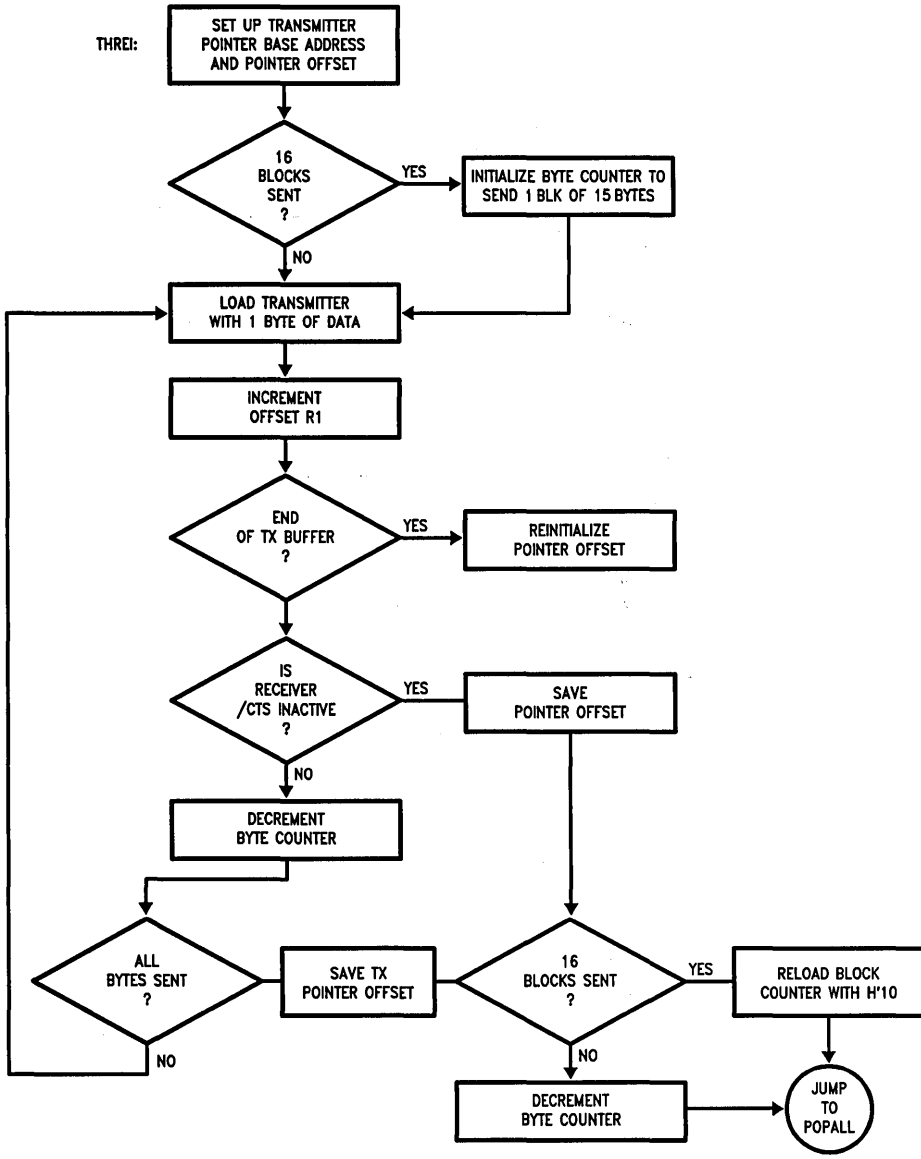 THREI:
SET UP TRANSMITTER
POINTER BASE ADDRESS
AND POINTER OFFSET
16
BLOCKS
SENT
?
YES
INITIALIZE BYTE COUNTER TO
SEND 1 BLK OF 15 BYTES
NO
LOAD TRANSMITTER
WITH 1 BYTE OF DATA
INCREMENT
OFFSET R1
END
OF TX BUFFER
?
YES
REINITIALIZE
POINTER OFFSET
IS
RECEIVER
/CTS INACTIVE
?
YES
SAVE
POINTER OFFSET
NO
DECREMENT
BYTE COUNTER
ALL
BYTES SENT
?
NO
SAVE TX
POINTER OFFSET
16
BLOCKS SENT
?
YES
RELOAD BLOCK
COUNTER WITH H'10
NO
DECREMENT
BYTE COUNTER
JUMP
TO
POPALL